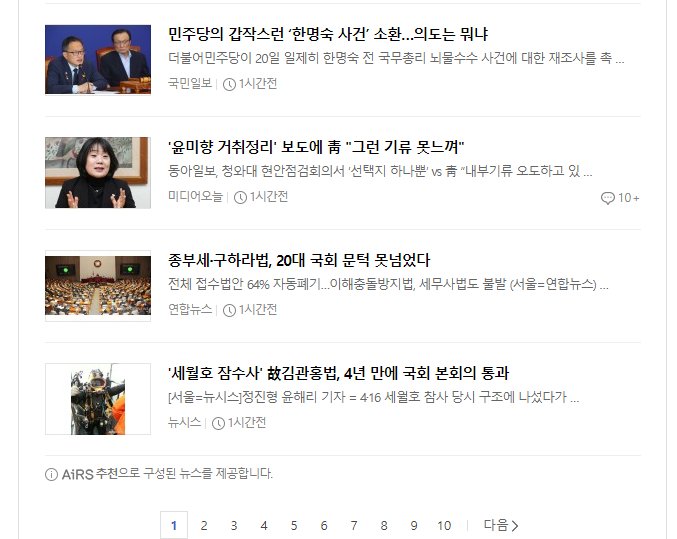 민주당의 갑작스런 ‘한명숙 사건’ 소환…의도는 뭐냐
더불어민주당이 20일 일제히 한명숙 전 국무총리 뇌물수수 사건에 대한 재조사를 촉 ...
국민일보 1시간전
'윤미향 거취정리' 보도에 靑 "그런 기류 못느껴"
동아일보, 청와대 현안점검회의서 ‘선택지 하나뿐’ vs 靑 “내부기류 오도하고 있 ...
미디어오늘 1시간전 10+
종부세·구하라법, 20대 국회 문턱 못넘었다
전체 접수법안 64% 자동폐기…이해충돌방지법, 세무사법도 불발 (서울=연합뉴스) ...
연합뉴스 1시간전
'세월호 잠수사' 故김관홍법, 4년 만에 국회 본회의 통과
[서울=뉴시스]정진형 윤해리 기자 = 4·16 세월호 참사 당시 구조에 나섰다가 ...
뉴시스 1시간전
AiRS 추천으로 구성된 뉴스를 제공합니다.
1 2 3 4 5 6 7 8 9 10 다음